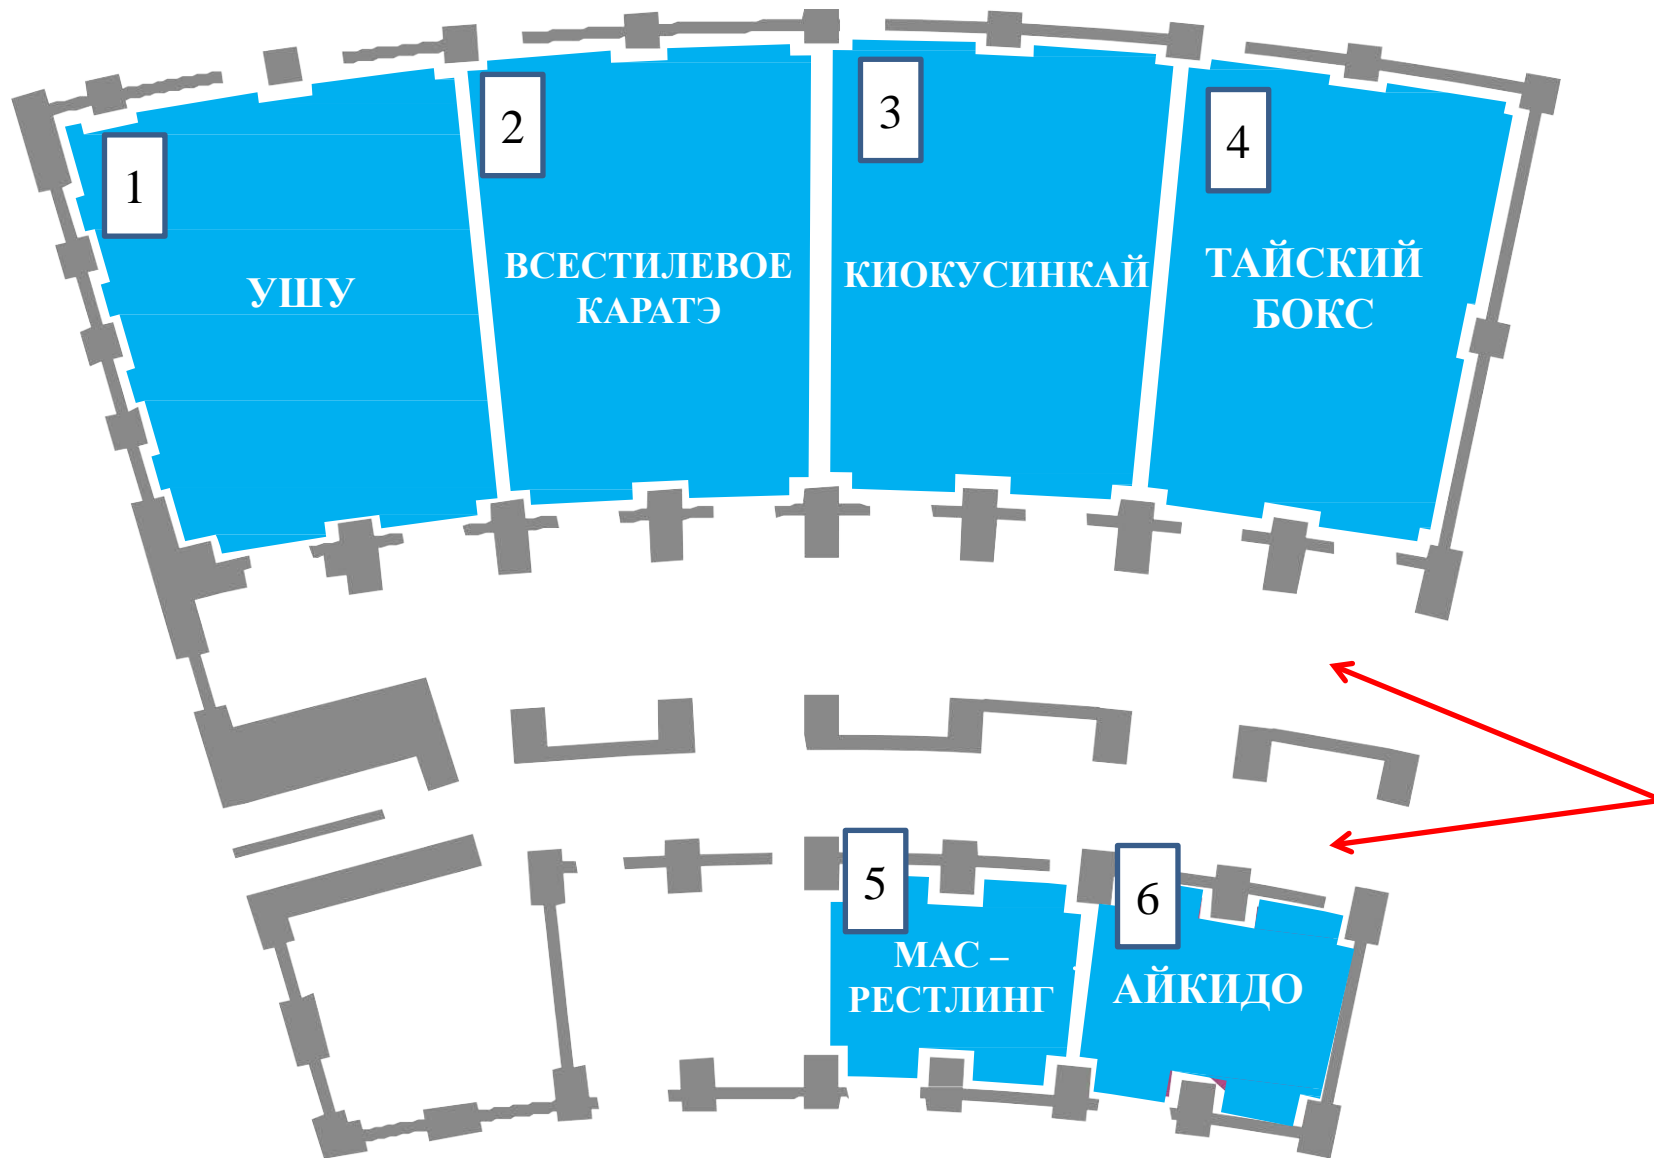 1
УШУ
2
ВСЕСТИЛЕВОЕ
КАРАТЭ
3
КИОКУСИНКАЙ
4
ТАЙСКИЙ
БОКС
5
МАС –
РЕСТЛИНГ
6
АЙКИДО